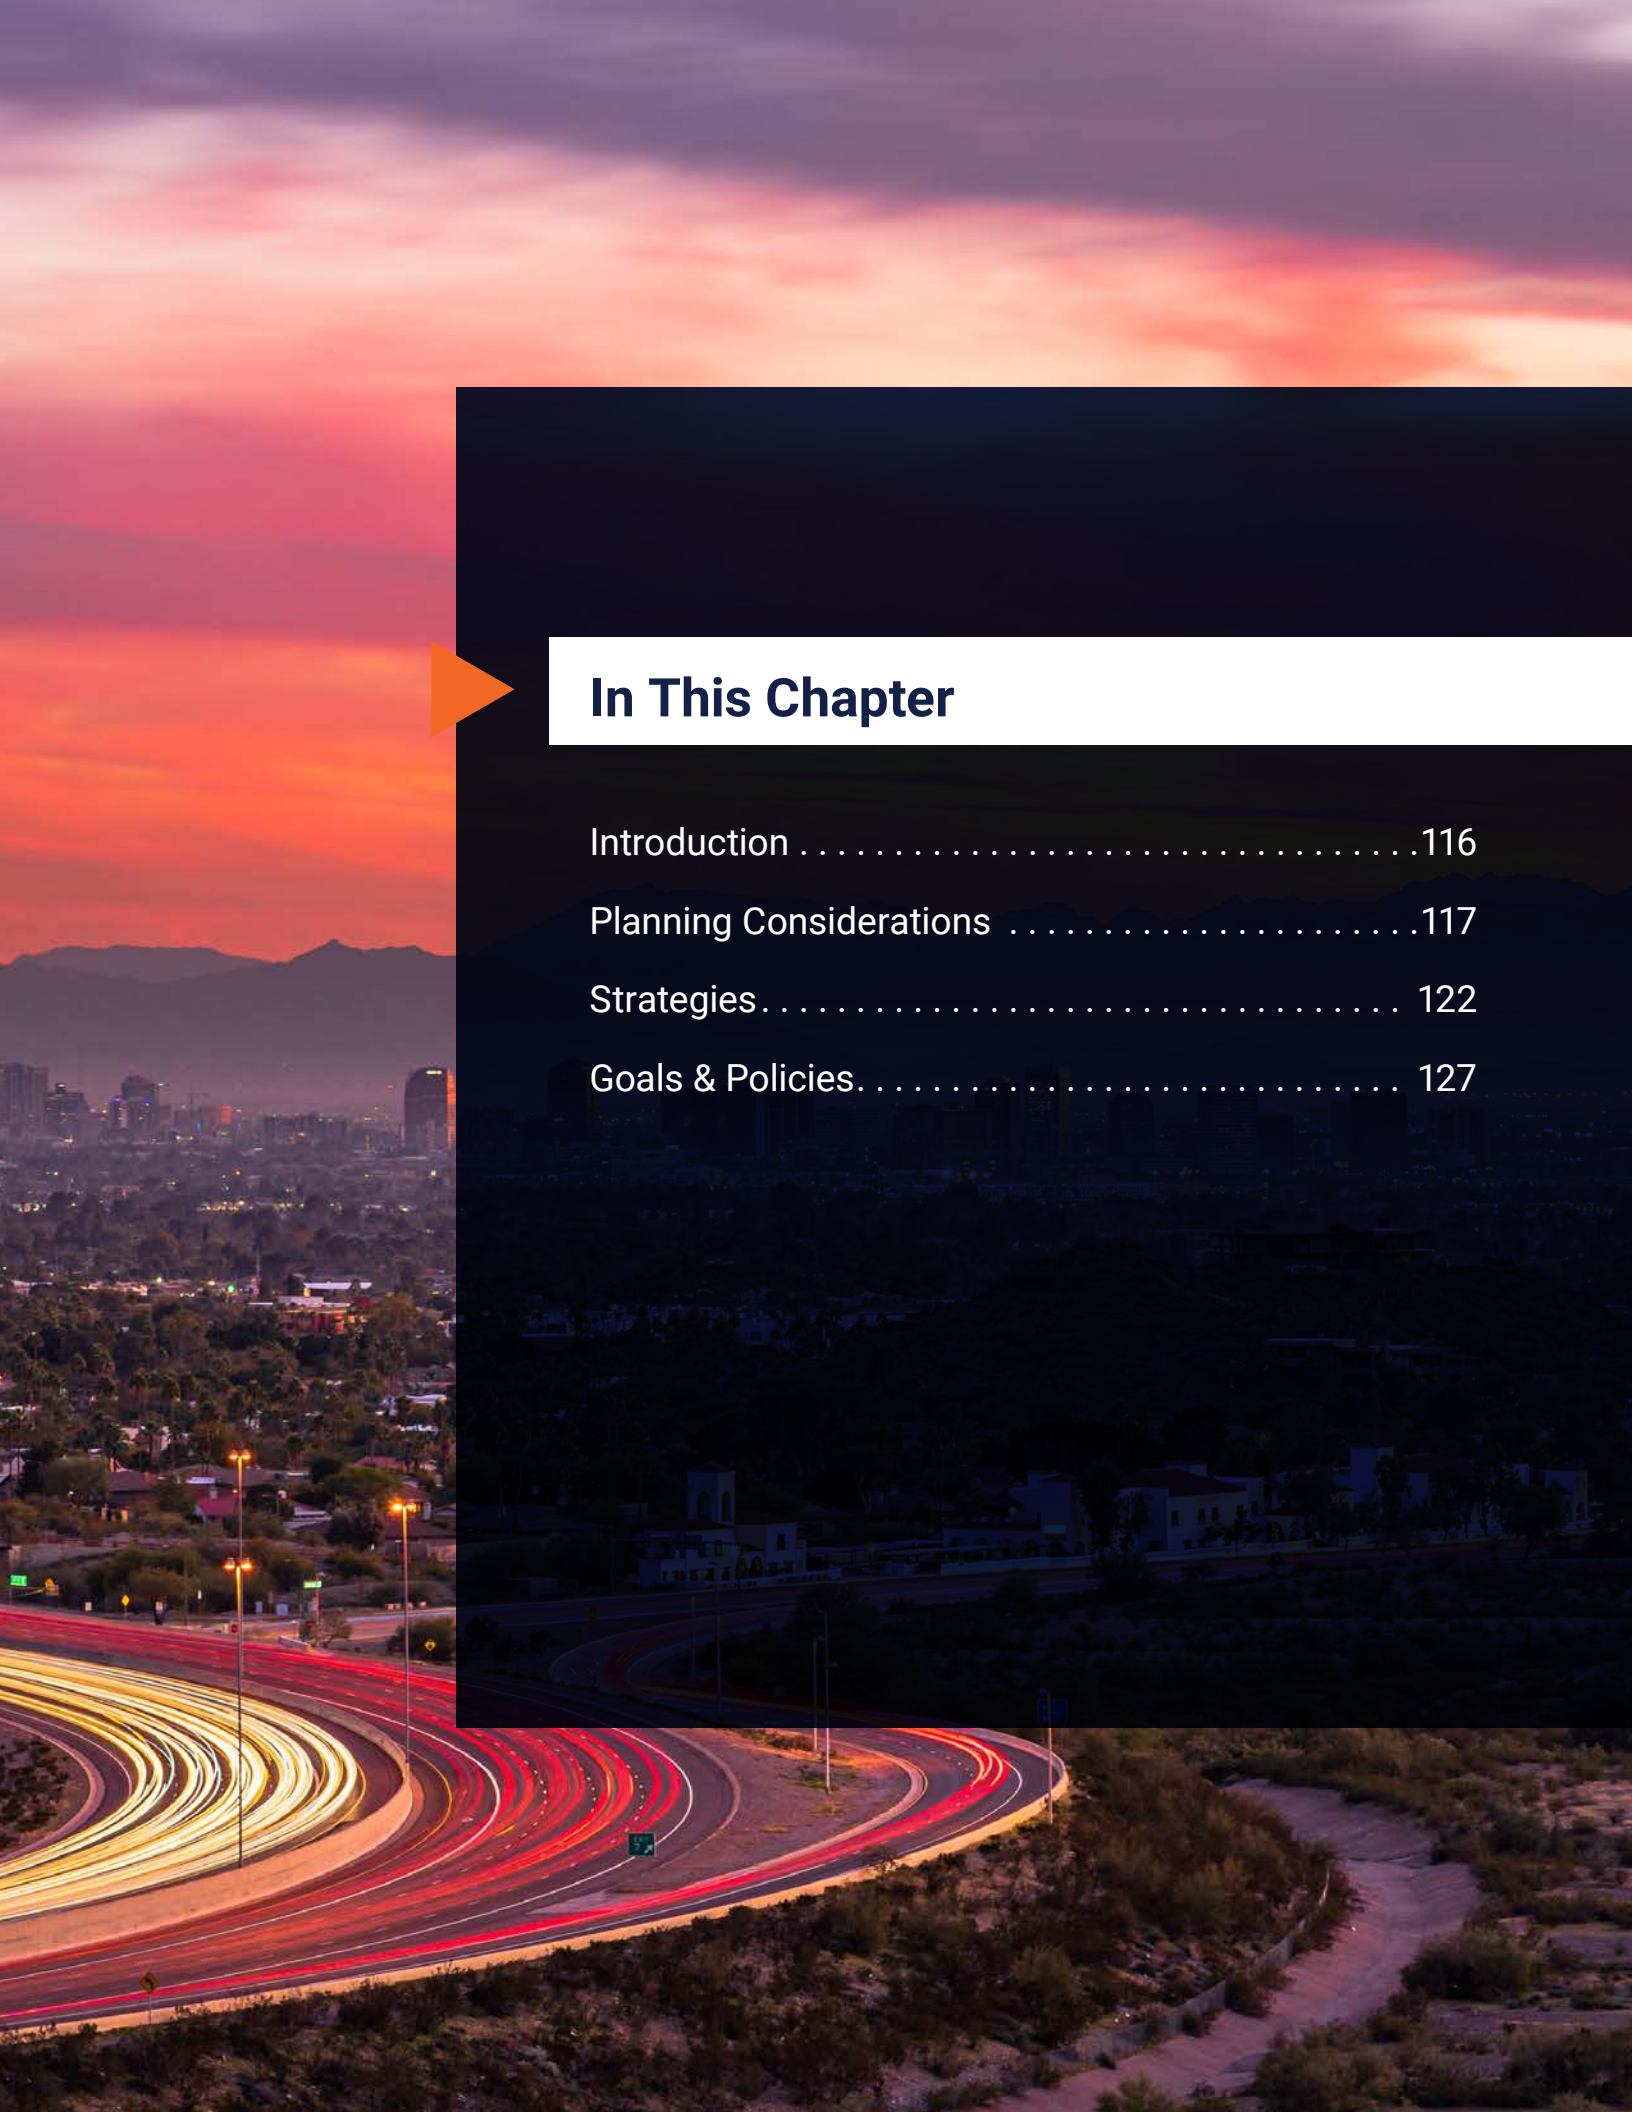 In This Chapter
Introduction . . . . . . . . . . . . . . . . . . . . . . . . . . . . . . . . .116
Planning Considerations . . . . . . . . . . . . . . . . . . . . . .117
Strategies. . . . . . . . . . . . . . . . . . . . . . . . . . . . . . . . . . 122
Goals & Policies. . . . . . . . . . . . . . . . . . . . . . . . . . . . . 127